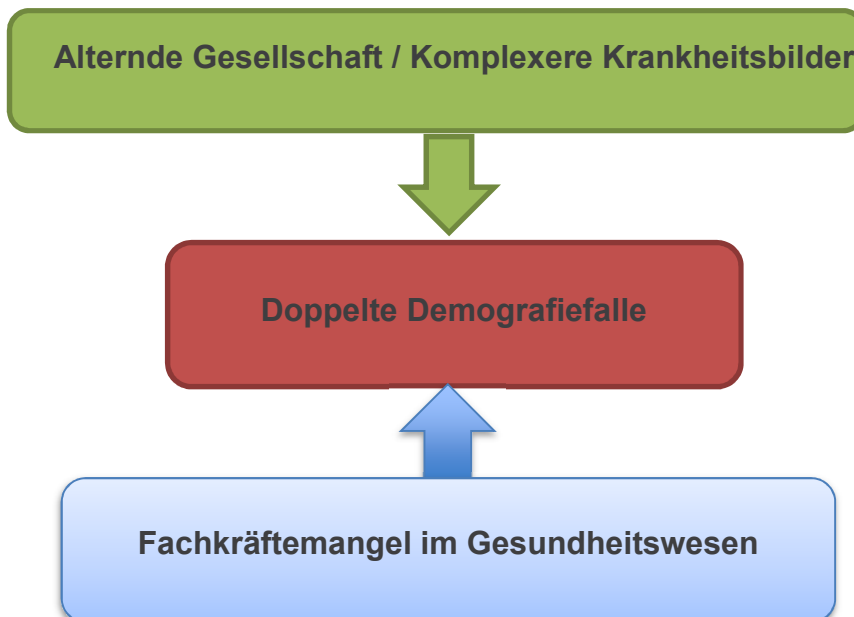 Alternde Gesellschaft / Komplexere Krankheitsbilder
Doppelte Demografiefalle
Fachkräftemangel im Gesundheitswesen